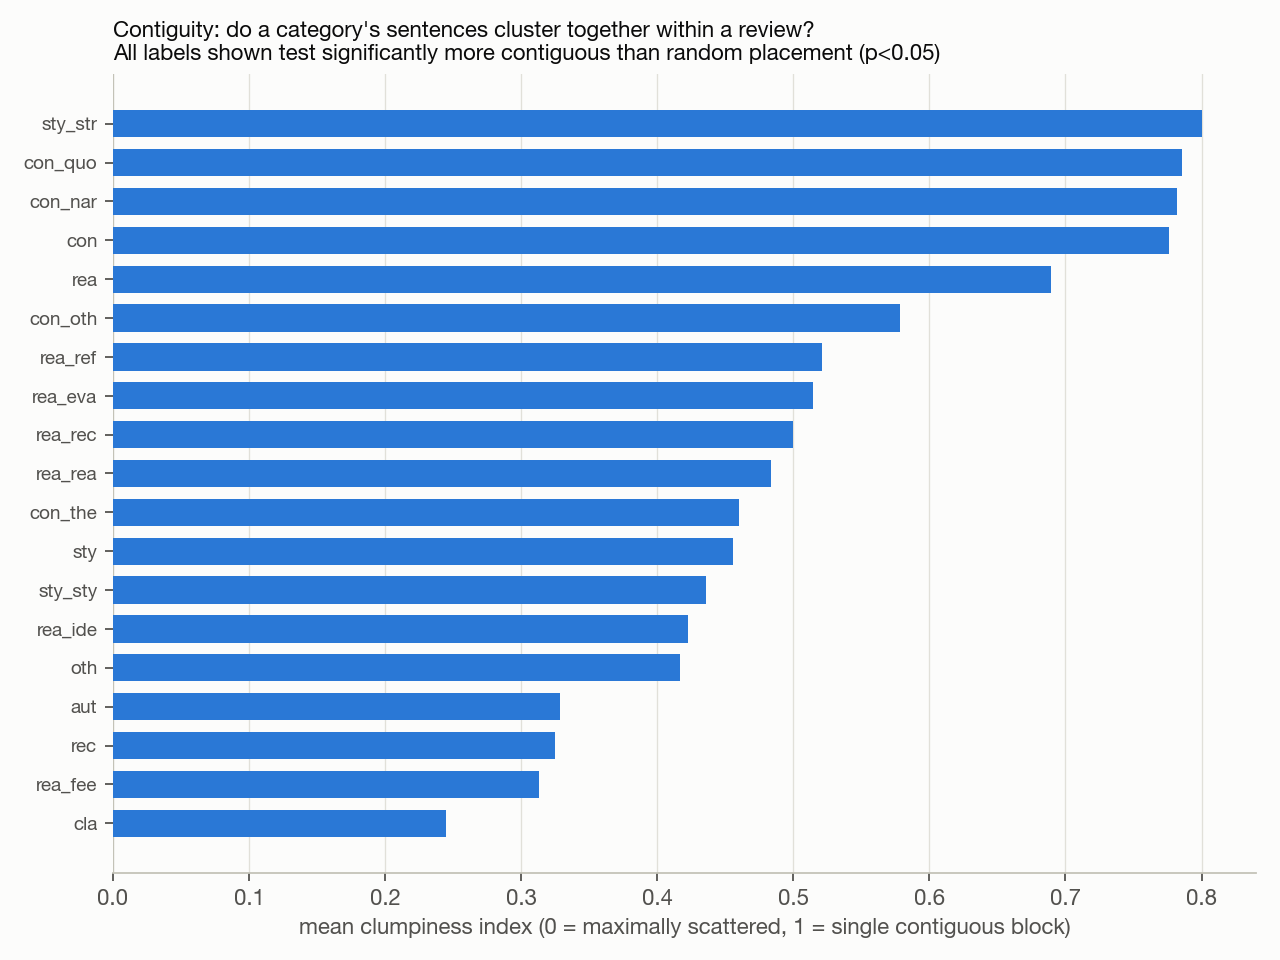 Contiguity: do a category's sentences cluster together within a review?
All labels shown test significantly more contiguous than random placement (p<0.05)
sty_str
con_quo
con_nar
con
rea
con_oth
rea_ref
rea_eva
rea_rec
rea_rea
con_the
sty
sty_sty
rea_ide
oth
aut
rec
rea_fee
cla
0.0 0.1 0.2 0.3 0.4 0.5 0.6 0.7 0.8
mean clumpiness index (0 = maximally scattered, 1 = single contiguous block)